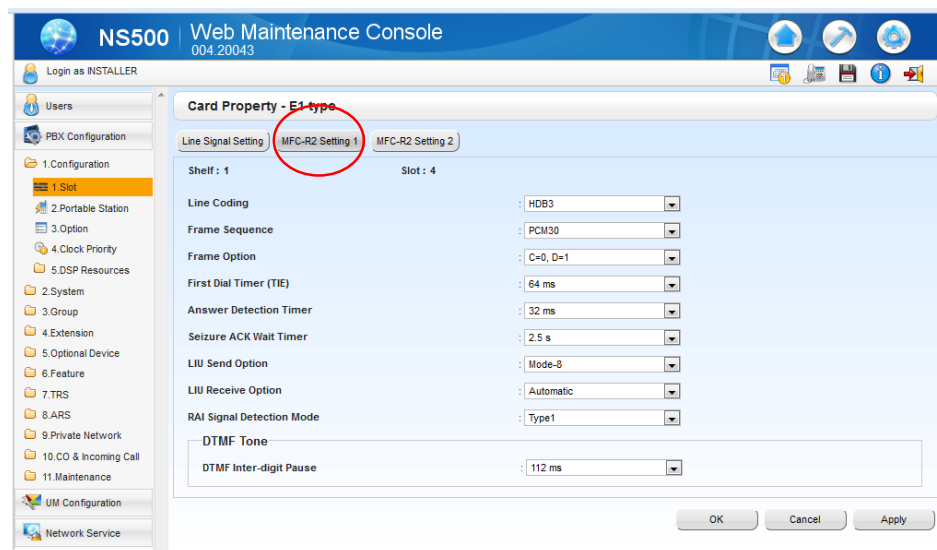 NS500 Web Maintenance Console
004.20043
Login as INSTALLER
Users
PBX Configuration
1.Configuration
1.Slot
2.Portable Station
3.Option
4.Clock Priority
5.DSP Resources
2.System
3.Group
4.Extension
5.Optional Device
6.Feature
7.TRS
8.ARS
9.Private Network
10.CO & Incoming Call
11.Maintenance
UM Configuration
Network Service
Card Property - E1 type
Line Signal Setting MFC-R2 Setting 1 MFC-R2 Setting 2
Shelf : 1 Slot : 4
Line Coding : HDB3
Frame Sequence : PCM30
Frame Option : C=0, D=1
First Dial Timer (TIE) : 64 ms
Answer Detection Timer : 32 ms
Seizure ACK Wait Timer : 2.5 s
LIU Send Option : Mode-8
LIU Receive Option : Automatic
RAI Signal Detection Mode : Type1
DTMF Tone
DTMF Inter-digit Pause : 112 ms
OK Cancel Apply